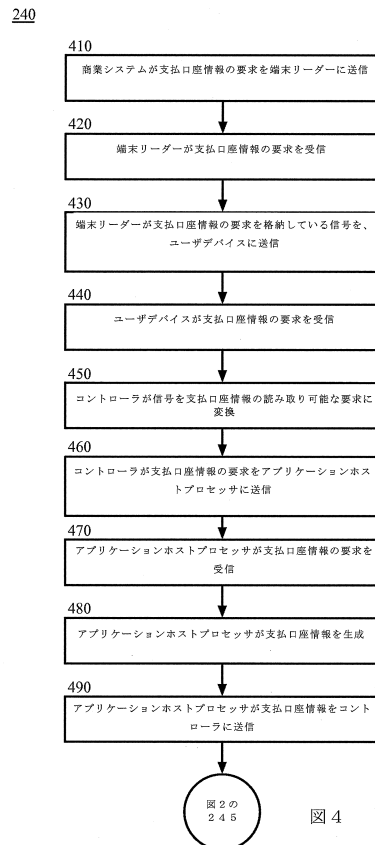 240
410
商業システムが支払口座情報の要求を端末リーダーに送信
420
端末リーダーが支払口座情報の要求を受信
430
端末リーダーが支払口座情報の要求を格納している信号を、
ユーザデバイスに送信
440
ユーザデバイスが支払口座情報の要求を受信
450
コントローラが信号を支払口座情報の読み取り可能な要求に
変換
460
コントローラが支払口座情報の要求をアプリケーションホス
トプロセッサに送信
470
アプリケーションホストプロセッサが支払口座情報の要求を
受信
480
アプリケーションホストプロセッサが支払口座情報を生成
490
アプリケーションホストプロセッサが支払口座情報をコント
ローラに送信
図2の
245
図4